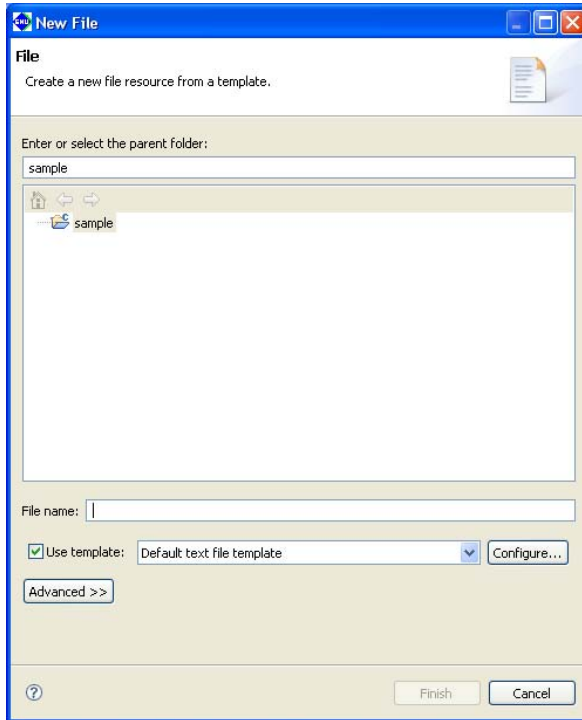 New File
File
Create a new file resource from a template.
Enter or select the parent folder:
sample
sample
File name:
Use template: Default text file template Configure...
Advanced >>
Finish Cancel